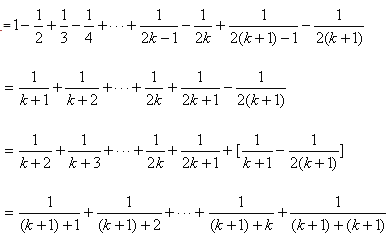 = 1 - 1/2 + 1/3 - 1/4 + ⋯ + 1/(2k-1) - 1/(2k) + 1/(2(k+1)-1) - 1/(2(k+1))
= 1/(k+1) + 1/(k+2) + ⋯ + 1/(2k) + 1/(2k+1) - 1/(2(k+1))
= 1/(k+2) + 1/(k+3) + ⋯ + 1/(2k) + 1/(2k+1) + [1/(k+1) - 1/(2(k+1))]
= 1/((k+1)+1) + 1/((k+1)+2) + ⋯ + 1/((k+1)+k) + 1/((k+1)+(k+1))